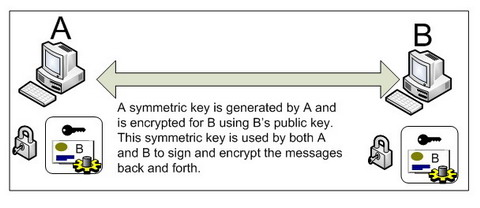 A
B
A symmetric key is generated by A and
is encrypted for B using B's public key.
This symmetric key is used by both A
and B to sign and encrypt the messages
back and forth.
B
B